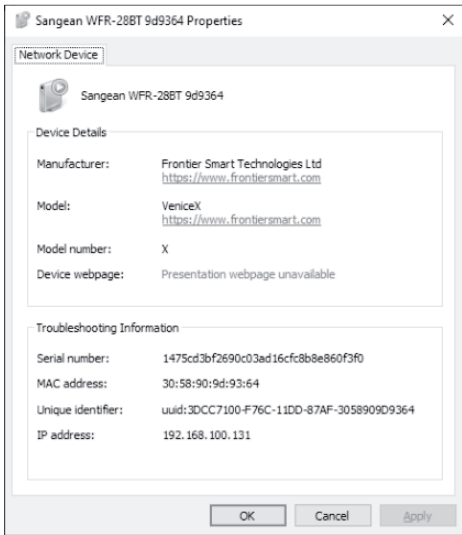 Sangean WFR-28BT 9d9364 Properties
Network Device
Sangean WFR-28BT 9d9364
Device Details
Manufacturer: Frontier Smart Technologies Ltd
https://www.frontiersmart.com
Model: VeniceX
https://www.frontiersmart.com
Model number: X
Device webpage: Presentation webpage unavailable
Troubleshooting Information
Serial number: 1475cd3bf2690c03ad16cfc8b8e860f3f0
MAC address: 30:58:90:9d:93:64
Unique identifier: uuid:3DCC7100-F76C-11DD-87AF-3058909D9364
IP address: 192.168.100.131
OK Cancel Apply